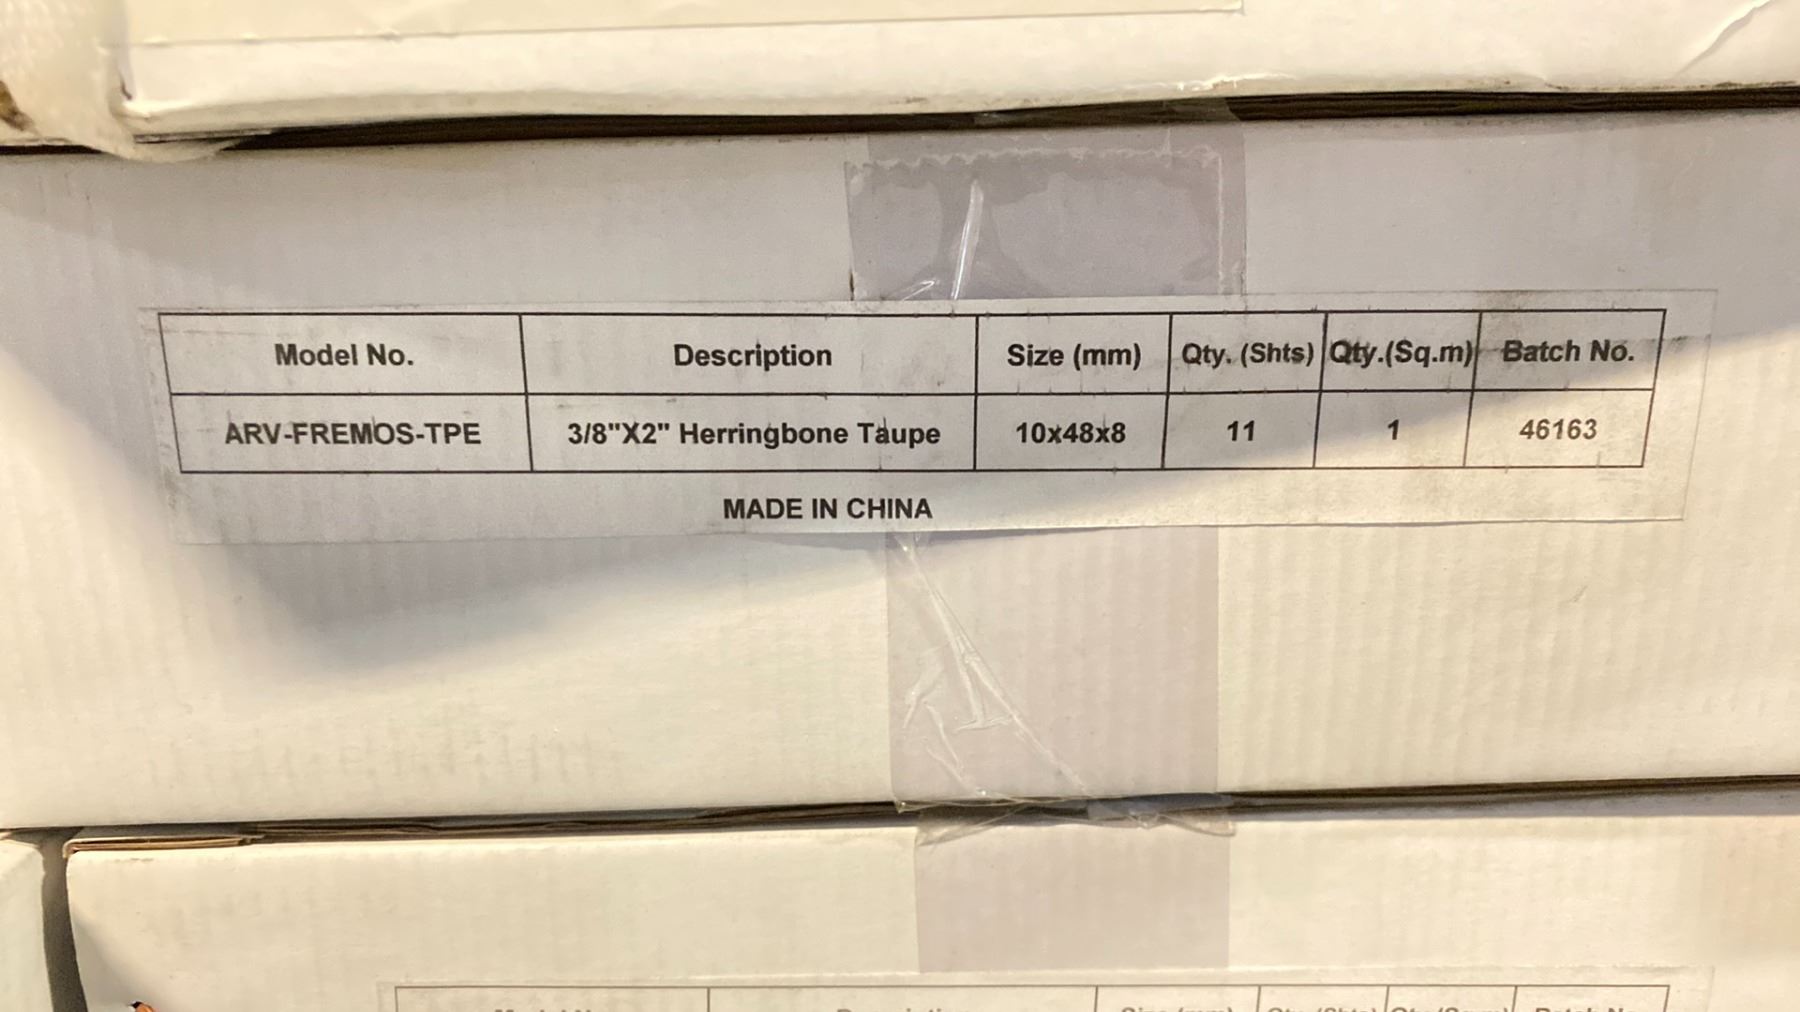 Model No. Description Size (mm) Qty. (Shts) Qty.(Sq.m) Batch No.
ARV-FREMOS-TPE 3/8"X2" Herringbone Taupe 10x48x8 11 1 46163
MADE IN CHINA